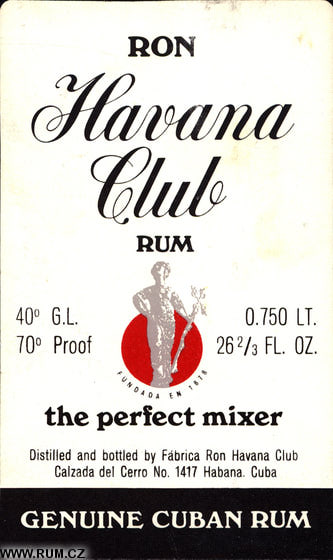 RON
Havana
Club
RUM
40º G.L.
0.750 LT.
70º Proof
26 2/3 FL. OZ.
FUNDADA EN 1878
the perfect mixer
Distilled and bottled by Fábrica Ron Havana Club
Calzada del Cerro No. 1417 Habana. Cuba
GENUINE CUBAN RUM
WWW.RUM.CZ